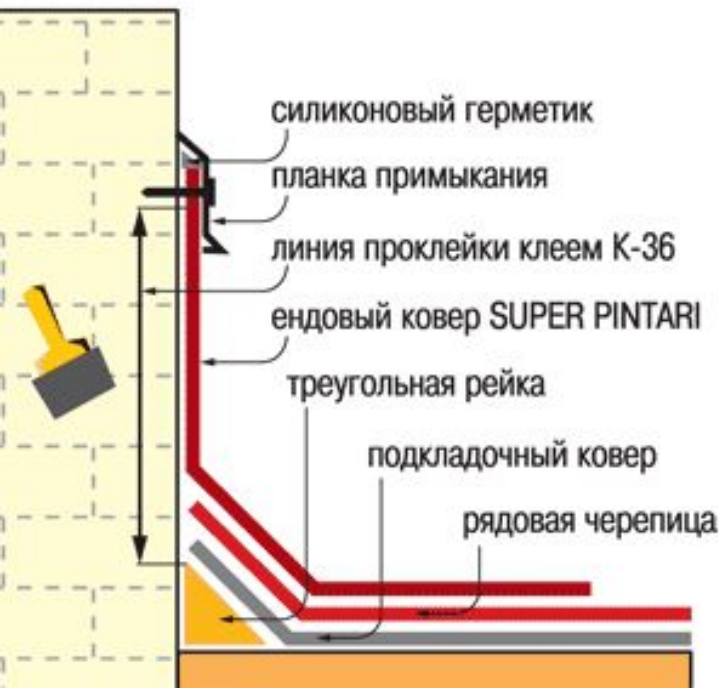 силиконовый герметик
планка примыкания
линия проклейки клеем К-36
ендовый ковер SUPER PINTARI
треугольная рейка
подкладочный ковер
рядовая черепица